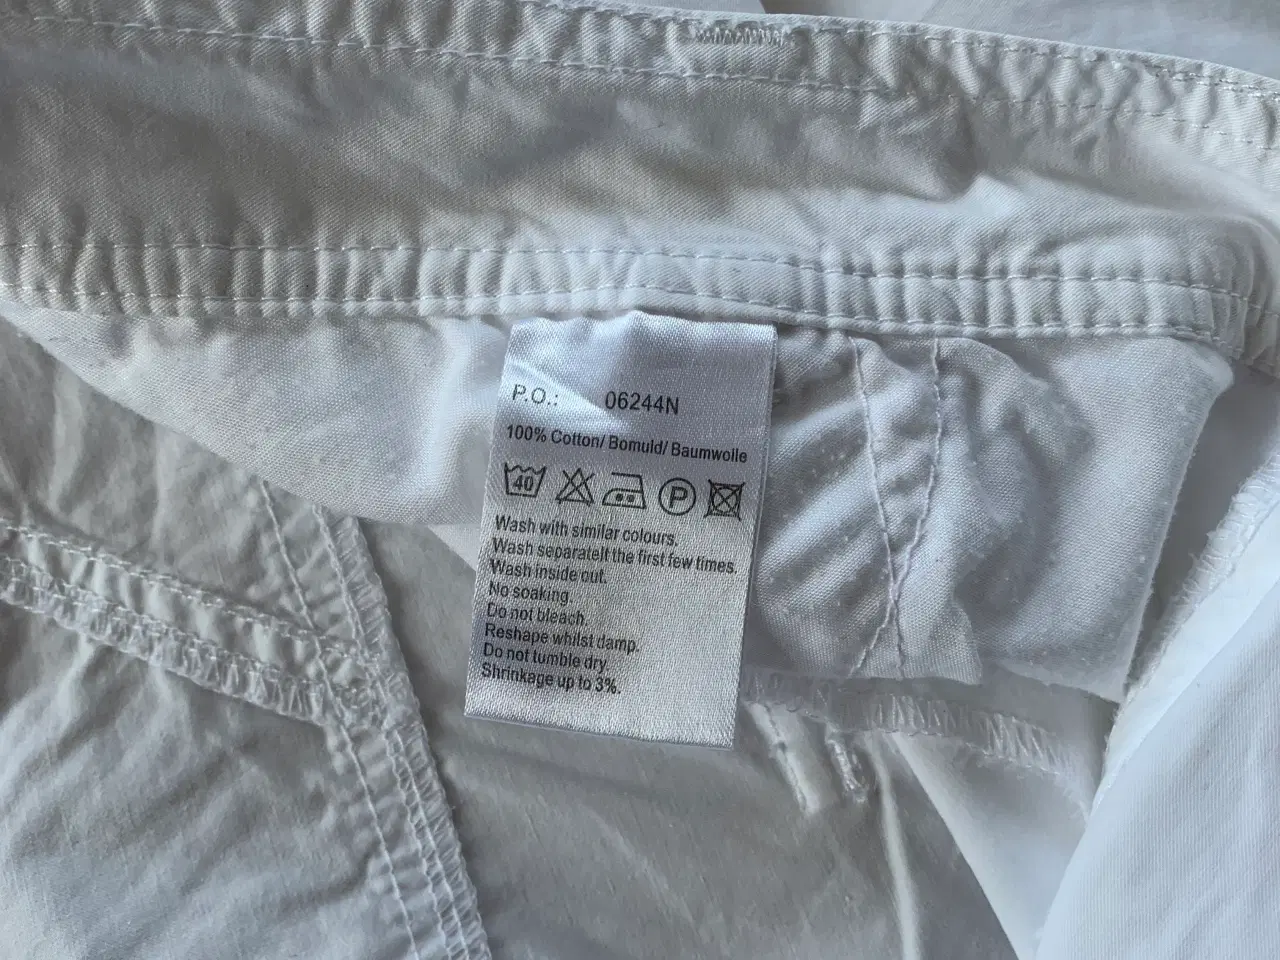 P.O.: 06244N
100% Cotton/ Bomuld/ Baumwolle
40 P
Wash with similar colours.
Wash separatelt the first few times.
Wash inside out.
No soaking.
Do not bleach.
Reshape whilst damp.
Do not tumble dry.
Shrinkage up to 3%.